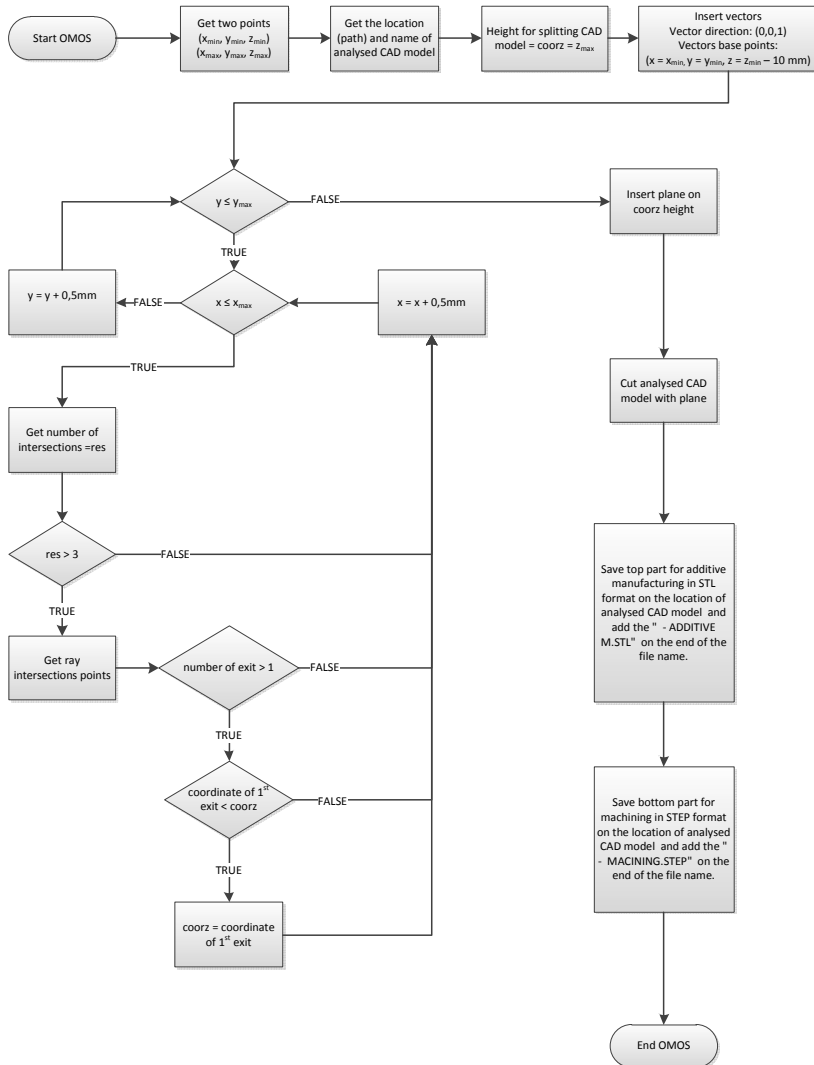 Start OMOS
Get two points
(xmin, ymin, zmin)
(xmax, ymax, zmax)
Get the location
(path) and name of
analysed CAD model
Height for splitting CAD
model = coorz = zmax
Insert vectors
Vector direction: (0,0,1)
Vectors base points:
(x = xmin, y = ymin, z = zmin – 10 mm)
y ≤ ymax
FALSE
Insert plane on
coorz height
TRUE
y = y + 0,5mm
FALSE
x ≤ xmax
x = x + 0,5mm
TRUE
Cut analysed CAD
model with plane
Get number of
intersections =res
res > 3
FALSE
TRUE
Save top part for additive
manufacturing in STL
format on the location of
analysed CAD model and
add the " - ADDITIVE
M.STL" on the end of the
file name.
Get ray
intersections points
number of exit > 1
FALSE
TRUE
coordinate of 1st
exit < coorz
FALSE
TRUE
Save bottom part for
machining in STEP format
on the location of analysed
CAD model and add the "
- MACINING.STEP" on the
end of the file name.
coorz = coordinate
of 1st exit
End OMOS